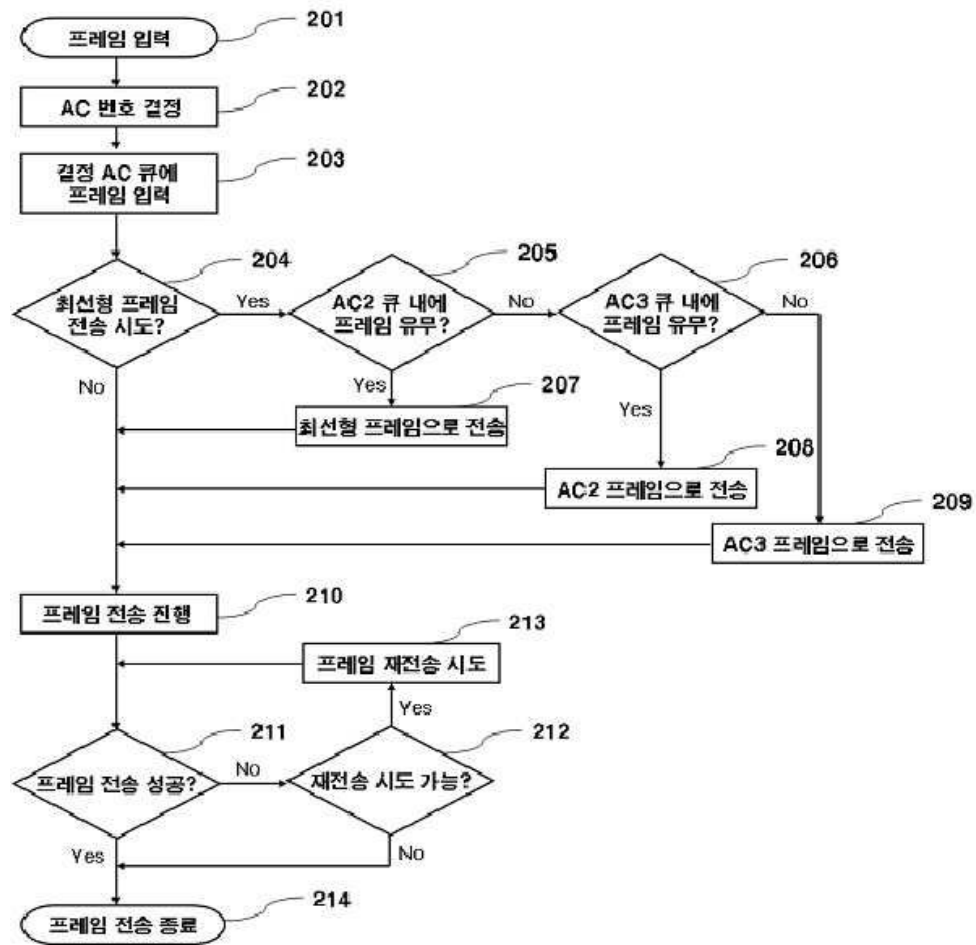 프레임 입력
201
AC 번호 결정
202
결정 AC 큐에
프레임 입력
203
최선형 프레임
전송 시도?
204
Yes
No
AC2 큐 내에
프레임 유무?
205
No
Yes
AC3 큐 내에
프레임 유무?
206
No
Yes
최선형 프레임으로 전송
207
AC2 프레임으로 전송
208
AC3 프레임으로 전송
209
프레임 전송 진행
210
프레임 재전송 시도
213
Yes
프레임 전송 성공?
211
No
Yes
재전송 시도 가능?
212
No
프레임 전송 종료
214